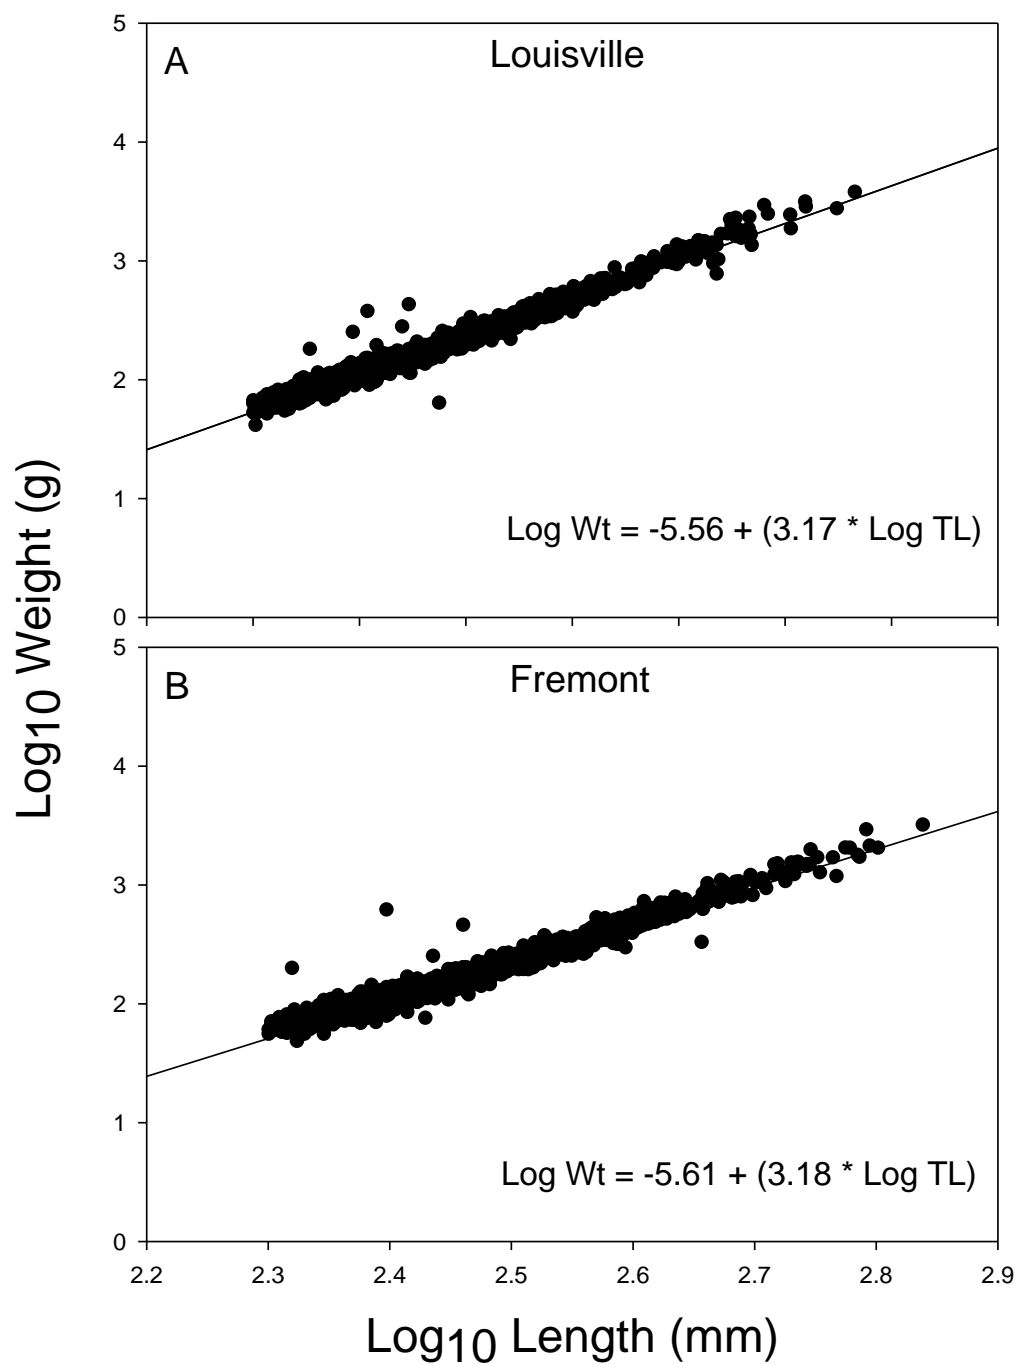 A
Louisville
5
4
3
2
1
0
Log Wt = -5.56 + (3.17 * Log TL)
Log10 Weight (g)
B
Fremont
5
4
3
2
1
0
Log Wt = -5.61 + (3.18 * Log TL)
2.2 2.3 2.4 2.5 2.6 2.7 2.8 2.9
Log10 Length (mm)